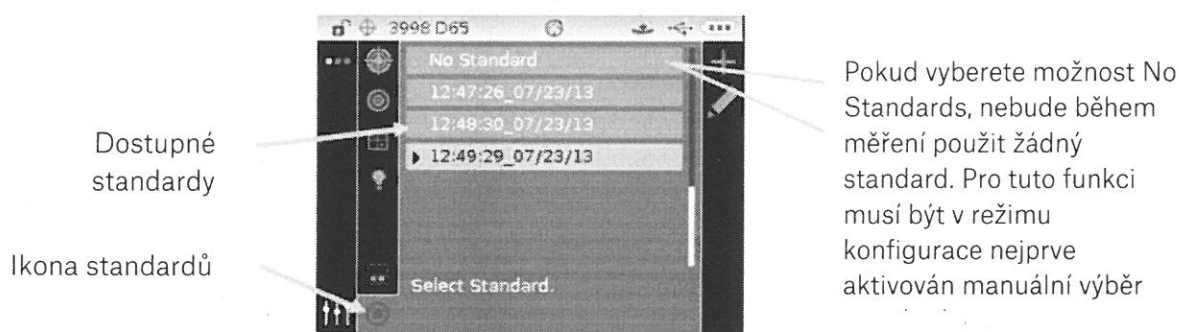 3998 D65
No Standard
12:47:26_07/23/13
12:48:30_07/23/13
12:49:29_07/23/13
Select Standard.
Dostupné
standardy
Ikona standardů
Pokud vyberete možnost No
Standards, nebude během
měření použit žádný
standard. Pro tuto funkci
musí být v režimu
konfigurace nejprve
aktivován manuální výběr